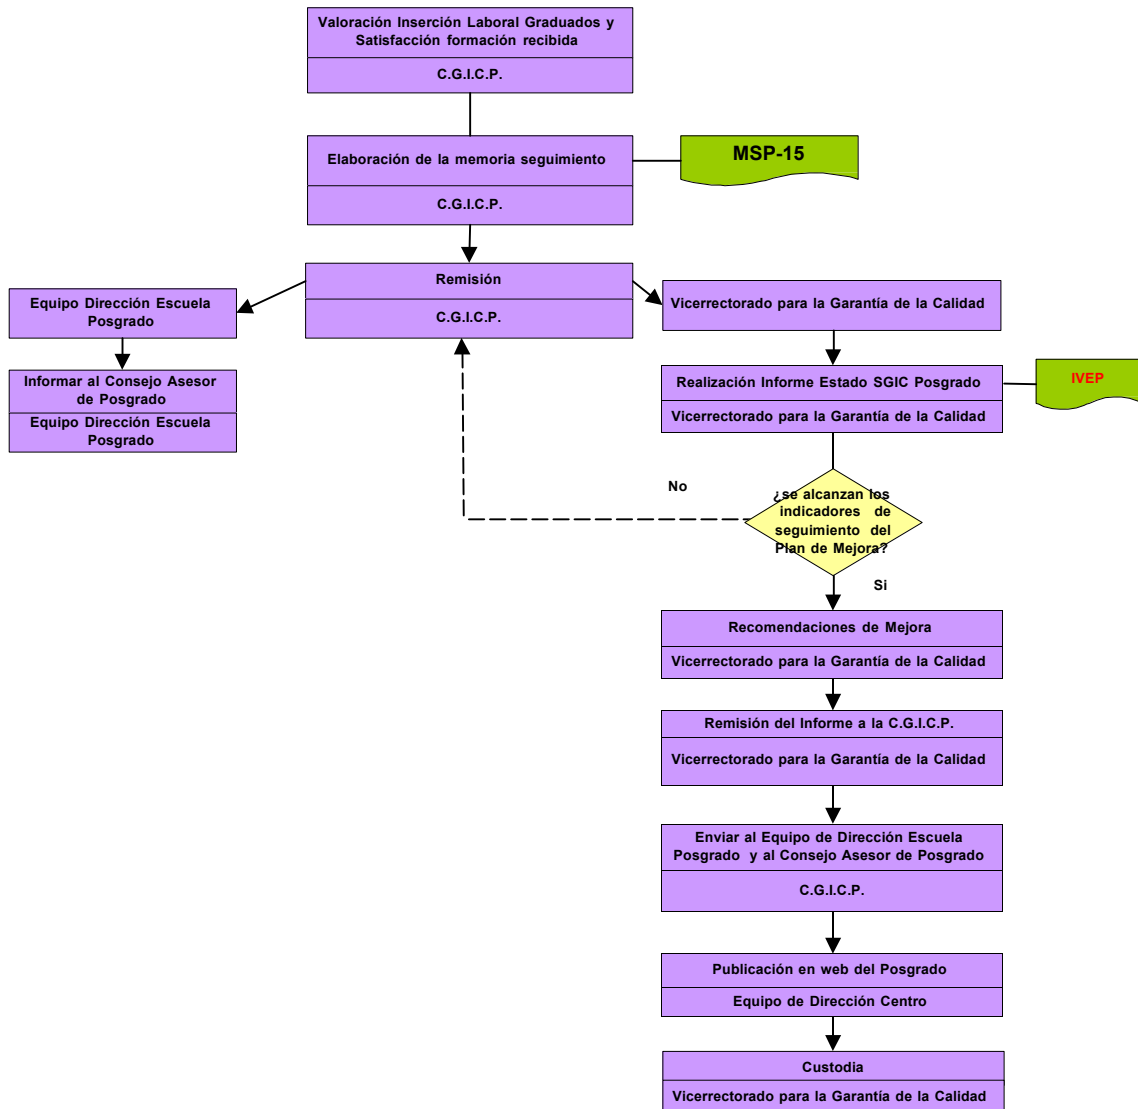 Valoración Inserción Laboral Graduados y
Satisfacción formación recibida
C.G.I.C.P.
Elaboración de la memoria seguimiento
C.G.I.C.P.
MSP-15
Remisión
C.G.I.C.P.
Equipo Dirección Escuela
Posgrado
Informar al Consejo Asesor
de Posgrado
Equipo Dirección Escuela
Posgrado
Vicerrectorado para la Garantía de la Calidad
Realización Informe Estado SGIC Posgrado
Vicerrectorado para la Garantía de la Calidad
IVEP
No
¿se alcanzan los
indicadores de
seguimiento del
Plan de Mejora?
Si
Recomendaciones de Mejora
Vicerrectorado para la Garantía de la Calidad
Remisión del Informe a la C.G.I.C.P.
Vicerrectorado para la Garantía de la Calidad
Enviar al Equipo de Dirección Escuela
Posgrado y al Consejo Asesor de Posgrado
C.G.I.C.P.
Publicación en web del Posgrado
Equipo de Dirección Centro
Custodia
Vicerrectorado para la Garantía de la Calidad